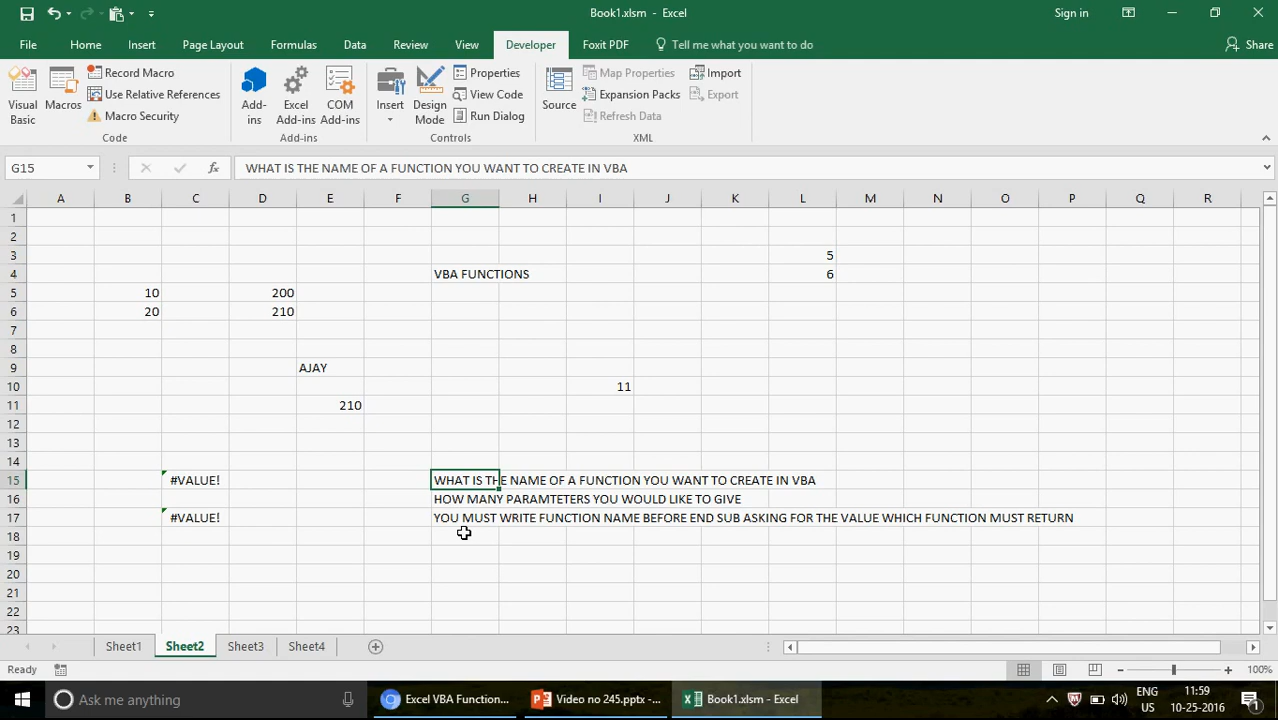 Book1.xlsm - Excel
Sign in
File Home Insert Page Layout Formulas Data Review View Developer Foxit PDF Tell me what you want to do Share
Visual Basic
Macros
Record Macro
Use Relative References
Macro Security
Code
Add-ins
Excel Add-ins
COM Add-ins
Add-ins
Insert
Design Mode
Properties
View Code
Run Dialog
Controls
Source
Map Properties
Expansion Packs
Refresh Data
Import
Export
XML
G15 fx WHAT IS THE NAME OF A FUNCTION YOU WANT TO CREATE IN VBA
A B C D E F G H I J K L M N O P Q R
1
2
3 5
4 VBA FUNCTIONS 6
5 10 200
6 20 210
7
8
9 AJAY
10 11
11 210
12
13
14
15 #VALUE! WHAT IS THE NAME OF A FUNCTION YOU WANT TO CREATE IN VBA
16 HOW MANY PARAMTETERS YOU WOULD LIKE TO GIVE
17 #VALUE! YOU MUST WRITE FUNCTION NAME BEFORE END SUB ASKING FOR THE VALUE WHICH FUNCTION MUST RETURN
18
19
20
21
22
23
Sheet1 Sheet2 Sheet3 Sheet4
Ready 100%
Ask me anything
Excel VBA Function...
Video no 245.pptx -...
Book1.xlsm - Excel
ENG
US
11:59
10-25-2016
1